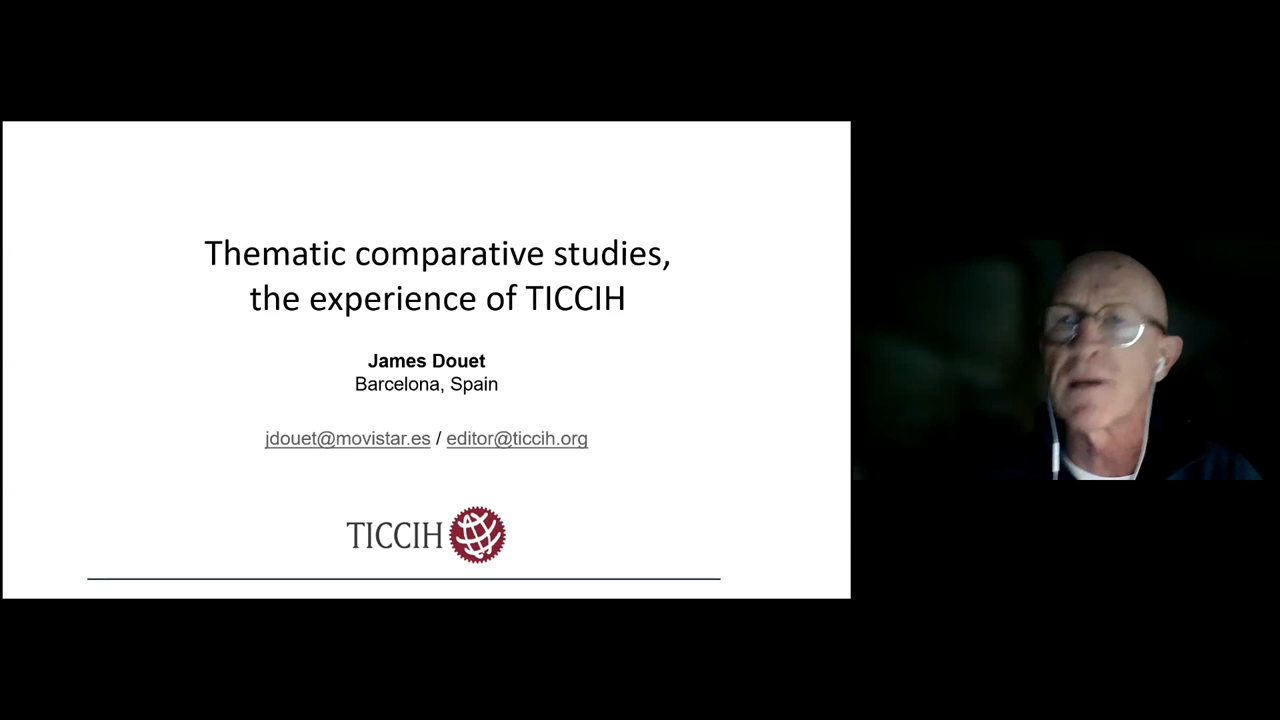 Thematic comparative studies,
the experience of TICCIH
James Douet
Barcelona, Spain
jdouet@movistar.es / editor@ticcih.org
TICCIH